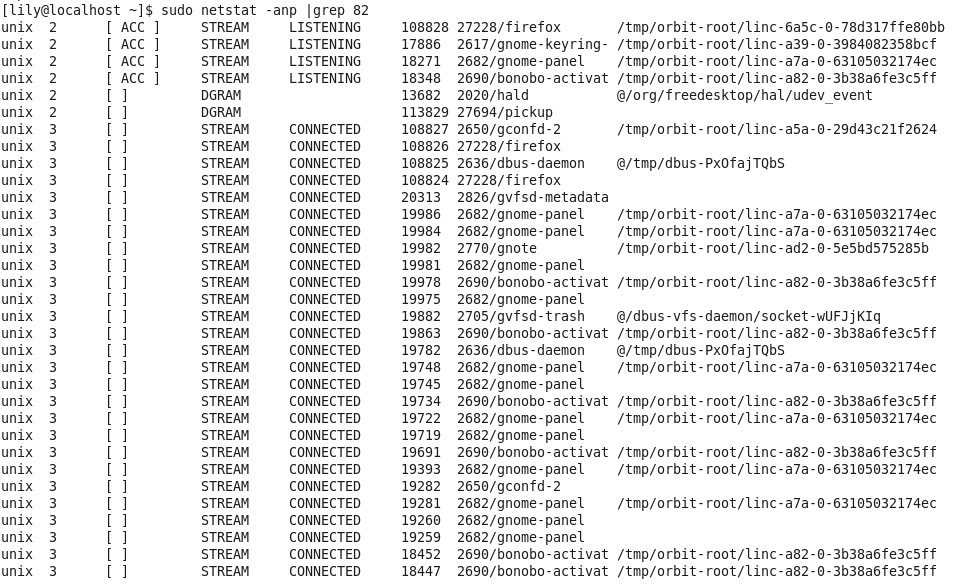 [lily@localhost ~]$ sudo netstat -anp |grep 82
unix  2      [ ACC ]     STREAM     LISTENING     108828 27228/firefox       /tmp/orbit-root/linc-6a5c-0-78d317ffe80bb
unix  2      [ ACC ]     STREAM     LISTENING     17886  2617/gnome-keyring- /tmp/orbit-root/linc-a39-0-3984082358bcf
unix  2      [ ACC ]     STREAM     LISTENING     18271  2682/gnome-panel    /tmp/orbit-root/linc-a7a-0-63105032174ec
unix  2      [ ACC ]     STREAM     LISTENING     18348  2690/bonobo-activat /tmp/orbit-root/linc-a82-0-3b38a6fe3c5ff
unix  2      [ ]         DGRAM                    13682  2020/hald           @/org/freedesktop/hal/udev_event
unix  2      [ ]         DGRAM                    113829 27694/pickup
unix  3      [ ]         STREAM     CONNECTED     108827 2650/gconfd-2       /tmp/orbit-root/linc-a5a-0-29d43c21f2624
unix  3      [ ]         STREAM     CONNECTED     108826 27228/firefox
unix  3      [ ]         STREAM     CONNECTED     108825 2636/dbus-daemon    @/tmp/dbus-PxOfajTQbS
unix  3      [ ]         STREAM     CONNECTED     108824 27228/firefox
unix  3      [ ]         STREAM     CONNECTED     20313  2826/gvfsd-metadata
unix  3      [ ]         STREAM     CONNECTED     19986  2682/gnome-panel    /tmp/orbit-root/linc-a7a-0-63105032174ec
unix  3      [ ]         STREAM     CONNECTED     19984  2682/gnome-panel    /tmp/orbit-root/linc-a7a-0-63105032174ec
unix  3      [ ]         STREAM     CONNECTED     19982  2770/gnote          /tmp/orbit-root/linc-ad2-0-5e5bd575285b
unix  3      [ ]         STREAM     CONNECTED     19981  2682/gnome-panel
unix  3      [ ]         STREAM     CONNECTED     19978  2690/bonobo-activat /tmp/orbit-root/linc-a82-0-3b38a6fe3c5ff
unix  3      [ ]         STREAM     CONNECTED     19975  2682/gnome-panel
unix  3      [ ]         STREAM     CONNECTED     19882  2705/gvfsd-trash    @/dbus-vfs-daemon/socket-wUFJjKIq
unix  3      [ ]         STREAM     CONNECTED     19863  2690/bonobo-activat /tmp/orbit-root/linc-a82-0-3b38a6fe3c5ff
unix  3      [ ]         STREAM     CONNECTED     19782  2636/dbus-daemon    @/tmp/dbus-PxOfajTQbS
unix  3      [ ]         STREAM     CONNECTED     19748  2682/gnome-panel    /tmp/orbit-root/linc-a7a-0-63105032174ec
unix  3      [ ]         STREAM     CONNECTED     19745  2682/gnome-panel
unix  3      [ ]         STREAM     CONNECTED     19734  2690/bonobo-activat /tmp/orbit-root/linc-a82-0-3b38a6fe3c5ff
unix  3      [ ]         STREAM     CONNECTED     19722  2682/gnome-panel    /tmp/orbit-root/linc-a7a-0-63105032174ec
unix  3      [ ]         STREAM     CONNECTED     19719  2682/gnome-panel
unix  3      [ ]         STREAM     CONNECTED     19691  2690/bonobo-activat /tmp/orbit-root/linc-a82-0-3b38a6fe3c5ff
unix  3      [ ]         STREAM     CONNECTED     19393  2682/gnome-panel    /tmp/orbit-root/linc-a7a-0-63105032174ec
unix  3      [ ]         STREAM     CONNECTED     19282  2650/gconfd-2
unix  3      [ ]         STREAM     CONNECTED     19281  2682/gnome-panel    /tmp/orbit-root/linc-a7a-0-63105032174ec
unix  3      [ ]         STREAM     CONNECTED     19260  2682/gnome-panel
unix  3      [ ]         STREAM     CONNECTED     19259  2682/gnome-panel
unix  3      [ ]         STREAM     CONNECTED     18452  2690/bonobo-activat /tmp/orbit-root/linc-a82-0-3b38a6fe3c5ff
unix  3      [ ]         STREAM     CONNECTED     18447  2690/bonobo-activat /tmp/orbit-root/linc-a82-0-3b38a6fe3c5ff